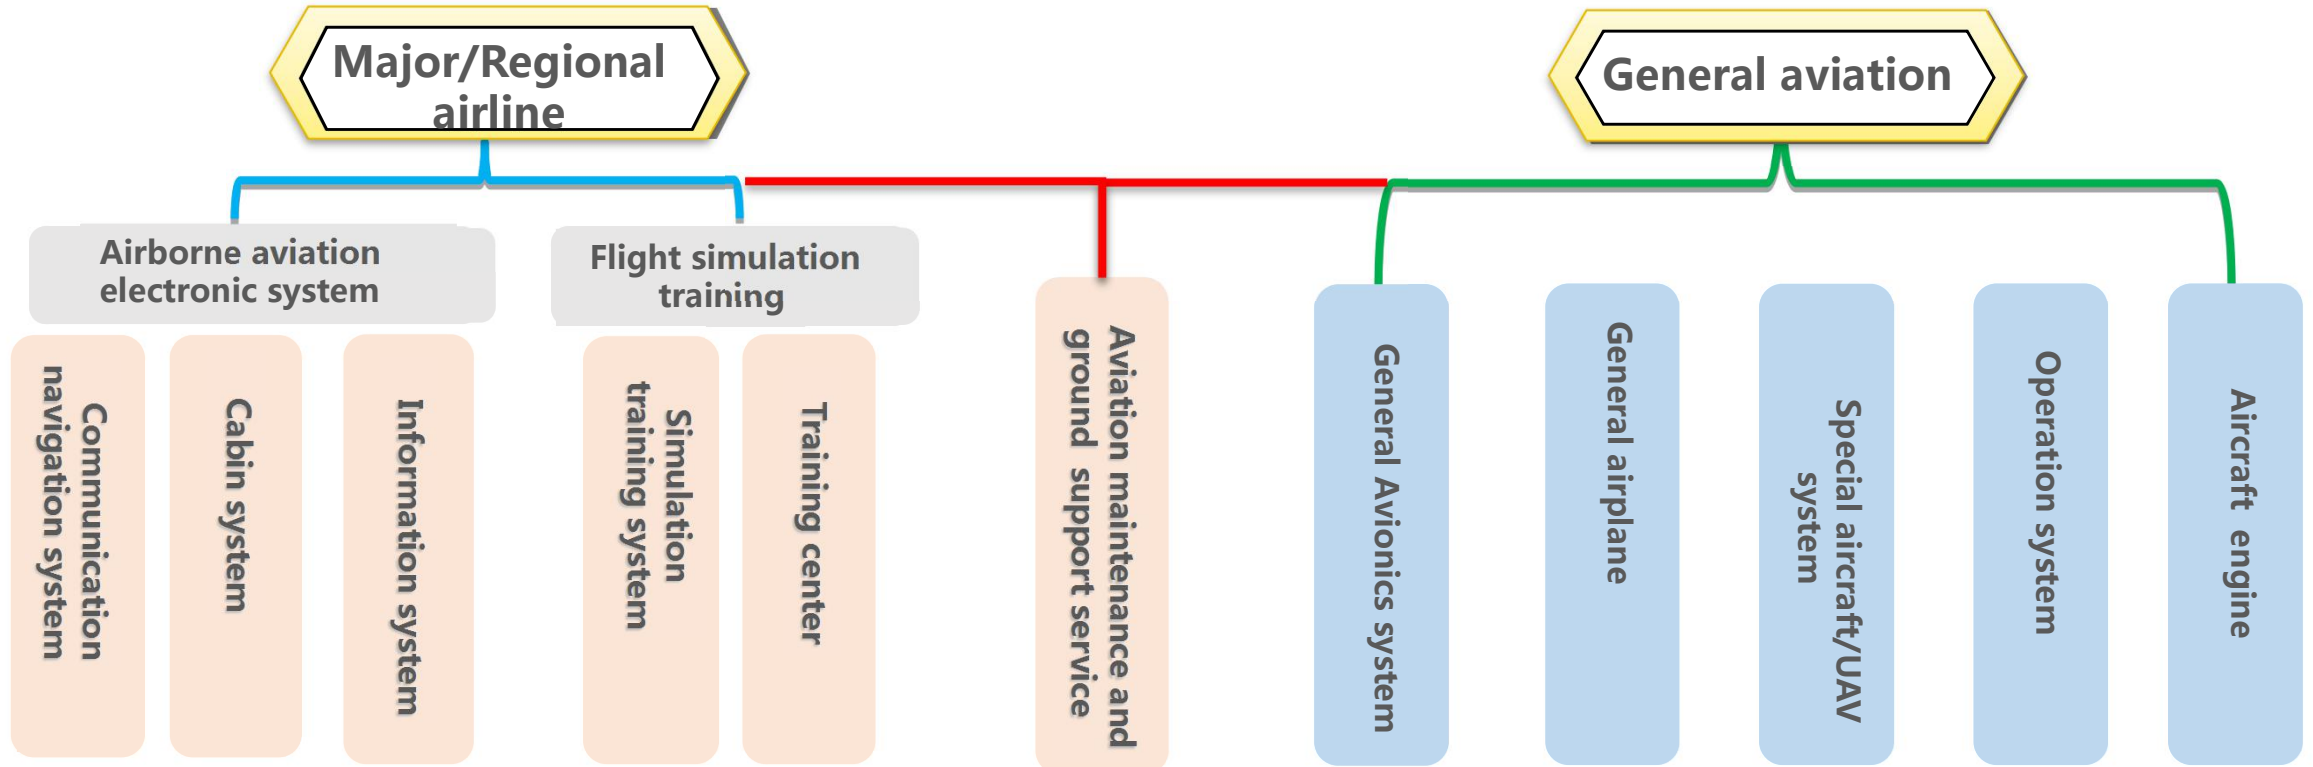 Major/Regional
airline
General aviation
Airborne aviation
electronic system
Flight simulation
training
Communication
navigation system
Cabin system
Information system
Simulation
training system
Training center
Aviation maintenance and
ground support service
General Avionics system
General airplane
Special aircraft/UAV
system
Operation system
Aircraft engine